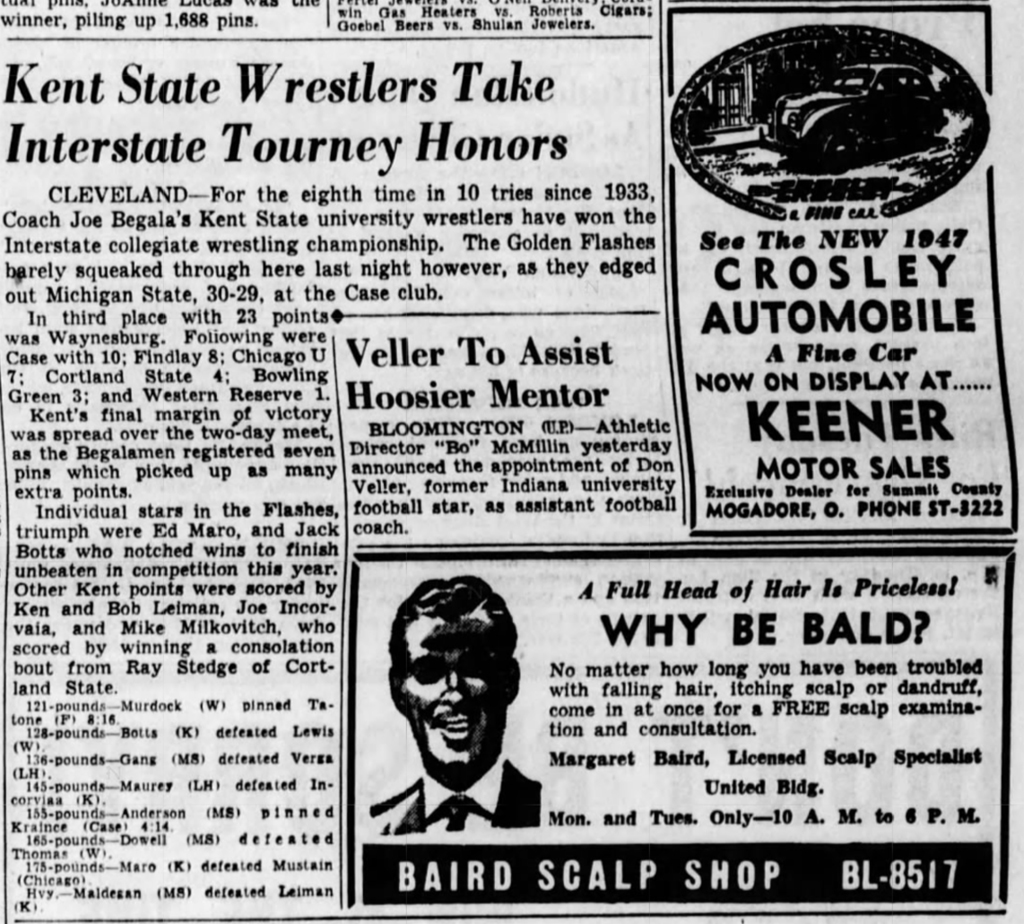 tual pins, JoAnne Lucas was the
winner, piling up 1,688 pins.
win Gas Heaters vs. Roberts Cigars;
Goebel Beers vs. Shulan Jewelers.
Kent State Wrestlers Take
Interstate Tourney Honors
CLEVELAND—For the eighth time in 10 tries since 1933,
Coach Joe Begala's Kent State university wrestlers have won the
Interstate collegiate wrestling championship. The Golden Flashes
barely squeaked through here last night however, as they edged
out Michigan State, 30-29, at the Case club.
In third place with 23 points
was Waynesburg. Following were
Case with 10; Findlay 8; Chicago U
7; Cortland State 4; Bowling
Green 3; and Western Reserve 1.
Kent's final margin of victory
was spread over the two-day meet,
as the Begalamen registered seven
pins which picked up as many
extra points.
Individual stars in the Flashes,
triumph were Ed Maro, and Jack
Botts who notched wins to finish
unbeaten in competition this year.
Other Kent points were scored by
Ken and Bob Leiman, Joe Incor-
vaia, and Mike Milkovitch, who
scored by winning a consolation
bout from Ray Stedge of Cort-
land State.
121-pounds—Murdock (W) pinned Ta-
tone (F) 8:16.
128-pounds—Botts (K) defeated Lewis
(W).
136-pounds—Gang (MS) defeated Verga
(LH).
145-pounds—Maurey (LH) defeated In-
corviaa (K).
155-pounds—Anderson (MS) pinned
Kraince (Case) 4:14.
165-pounds—Dowell (MS) defeated
Thomas (W).
175-pounds—Maro (K) defeated Mustain
(Chicago).
Hvy.—Maldegan (MS) defeated Leiman
(K).
Veller To Assist
Hoosier Mentor
BLOOMINGTON (U.P.)—Athletic
Director "Bo" McMillin yesterday
announced the appointment of Don
Veller, former Indiana university
football star, as assistant football
coach.
CROSLEY
a FINE CAR
See The NEW 1947
CROSLEY
AUTOMOBILE
A Fine Car
NOW ON DISPLAY AT......
KEENER
MOTOR SALES
Exclusive Dealer for Summit County
MOGADORE, O. PHONE ST-3222
A Full Head of Hair Is Priceless!
WHY BE BALD?
No matter how long you have been troubled
with falling hair, itching scalp or dandruff,
come in at once for a FREE scalp examina-
tion and consultation.
Margaret Baird, Licensed Scalp Specialist
United Bldg.
Mon. and Tues. Only—10 A. M. to 6 P. M.
BAIRD SCALP SHOP BL-8517